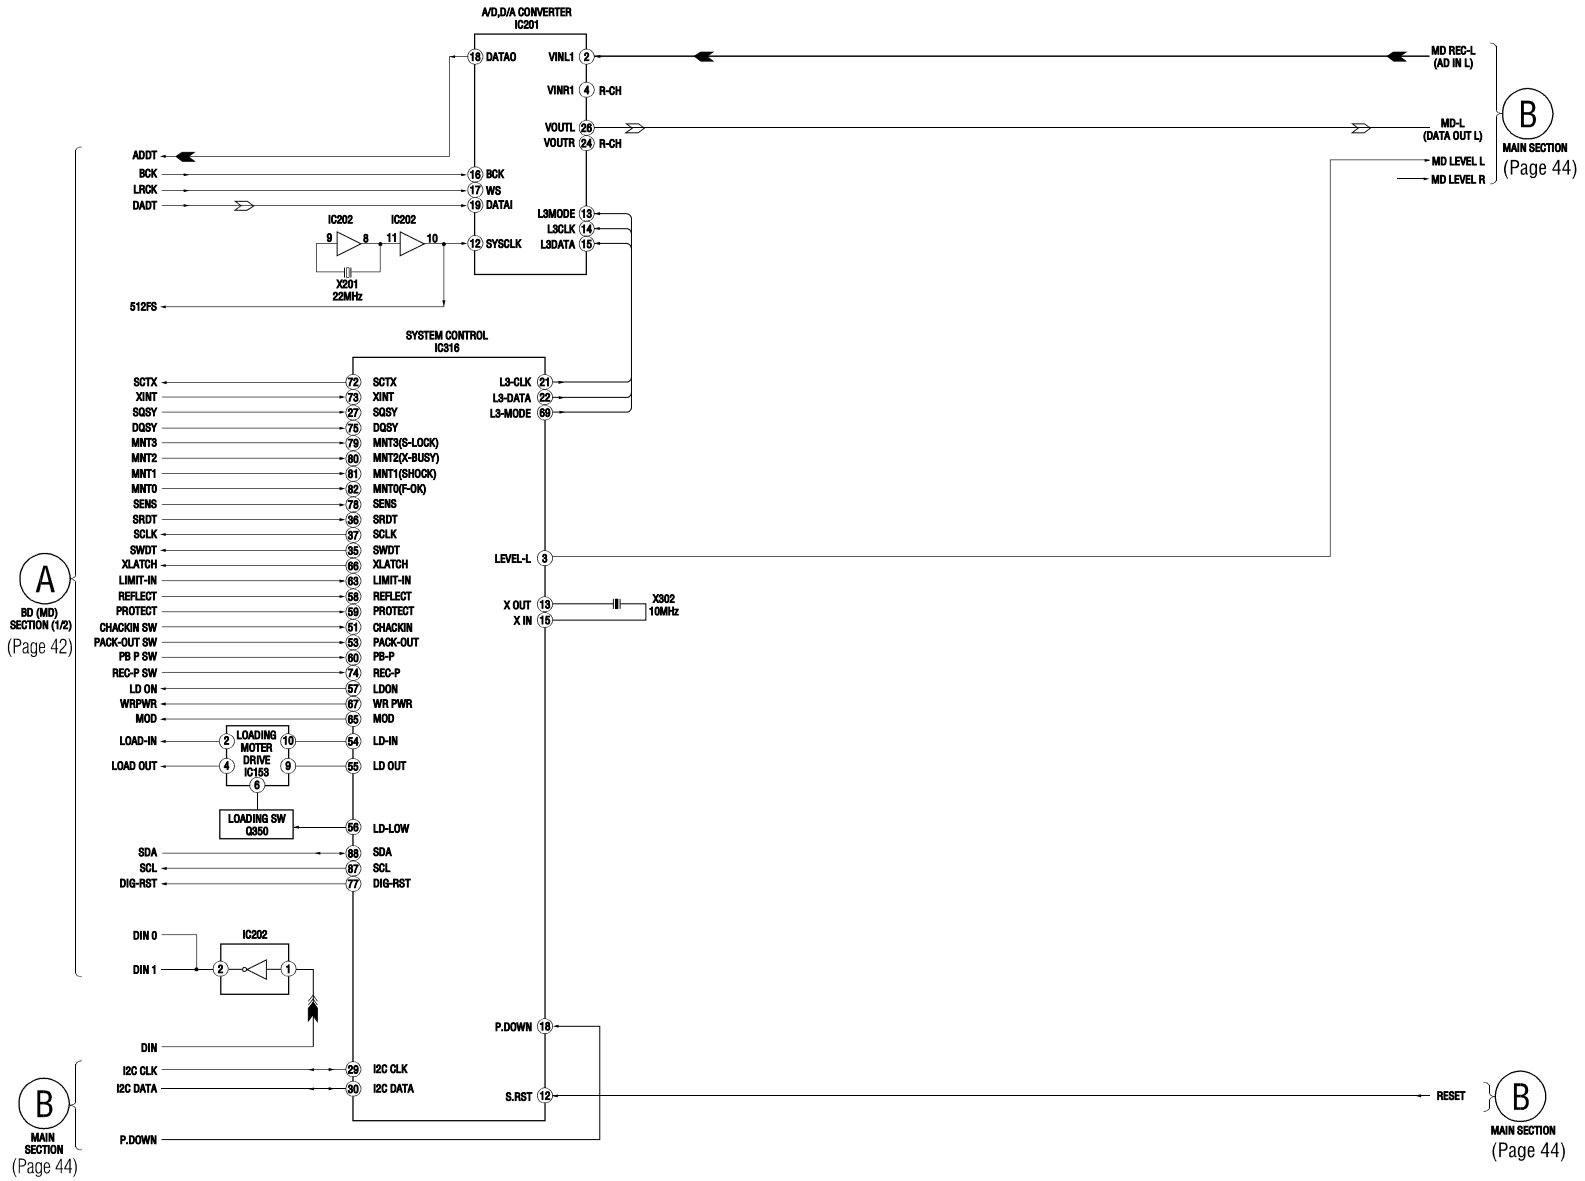 A/D,D/A CONVERTER
IC201
18 DATAO
VINL1 2
MD REC-L
(AD IN L)
VINR1 4 R-CH
VOUTL 26
VOUTR 24 R-CH
MD-L
(DATA OUT L)
B
MAIN SECTION
(Page 44)
MD LEVEL L
MD LEVEL R
ADDT
BCK
16 BCK
LRCK
17 WS
DADT
19 DATAI
L3MODE 13
L3CLK 14
L3DATA 15
IC202
IC202
9
8
11
10
12 SYSCLK
X201
22MHz
512FS
SYSTEM CONTROL
IC316
SCTX
72 SCTX
L3-CLK 21
XINT
73 XINT
L3-DATA 22
SQSY
27 SQSY
L3-MODE 69
DQSY
75 DQSY
MNT3
79 MNT3(S-LOCK)
MNT2
80 MNT2(X-BUSY)
MNT1
81 MNT1(SHOCK)
MNT0
82 MNT0(F-OK)
SENS
78 SENS
SRDT
36 SRDT
SCLK
37 SCLK
SWDT
35 SWDT
LEVEL-L 3
XLATCH
66 XLATCH
LIMIT-IN
63 LIMIT-IN
REFLECT
58 REFLECT
X OUT 13
X302
10MHz
PROTECT
59 PROTECT
X IN 15
A
BD (MD)
SECTION (1/2)
(Page 42)
CHACKIN SW
51 CHACKIN
PACK-OUT SW
53 PACK-OUT
PB P SW
60 PB-P
REC-P SW
74 REC-P
LD ON
57 LDON
WRPWR
67 WR PWR
MOD
65 MOD
LOAD-IN
2
LOADING
MOTER
DRIVE
IC153
10
54 LD-IN
LOAD OUT
4
9
55 LD OUT
6
LOADING SW
Q350
56 LD-LOW
SDA
88 SDA
SCL
87 SCL
DIG-RST
77 DIG-RST
DIN 0
IC202
DIN 1
2
1
DIN
P.DOWN 18
I2C CLK
29 I2C CLK
I2C DATA
30 I2C DATA
S.RST 12
RESET
B
MAIN
SECTION
(Page 44)
P.DOWN
B
MAIN SECTION
(Page 44)